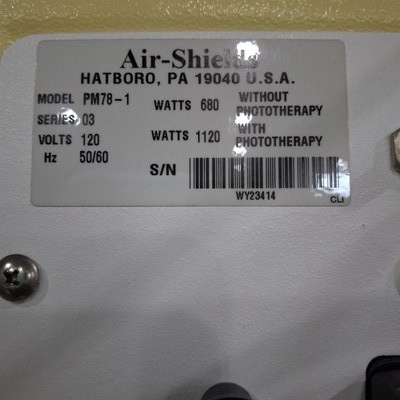 Air-Shields
HATBORO, PA 19040 U.S.A.
MODEL PM78-1
SERIES 03
VOLTS 120
Hz 50/60
WATTS 680 WITHOUT PHOTOTHERAPY
WATTS 1120 WITH PHOTOTHERAPY
S/N
WY23414
CLI